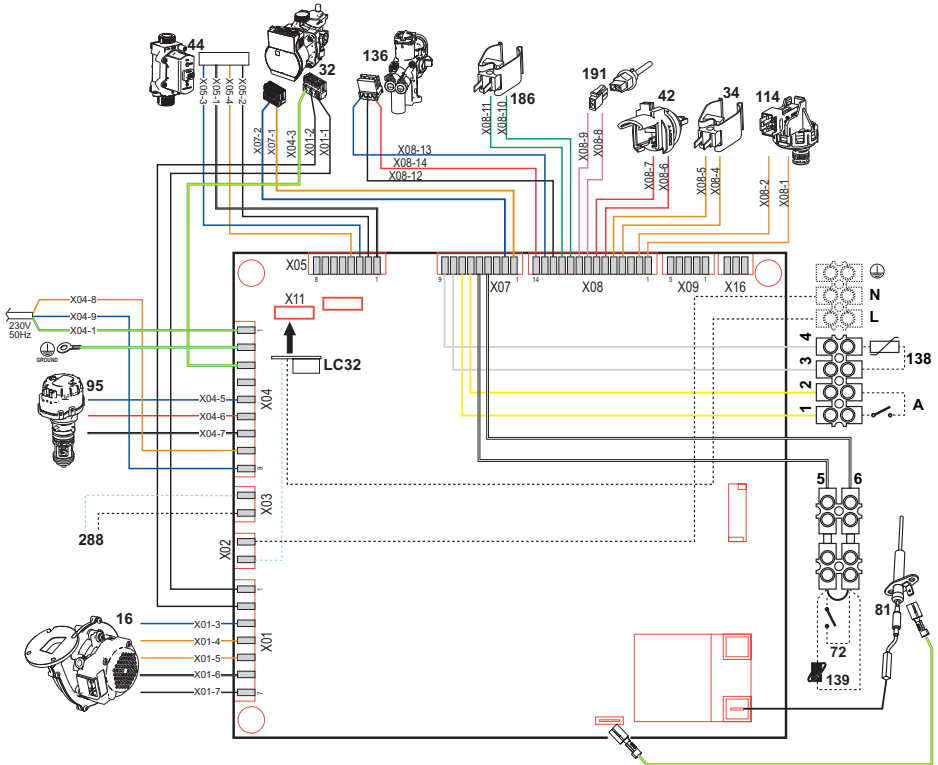 44
32
136
186
191
42
34
114
X05-3
X05-1
X05-4
X05-2
X07-2
X07-1
X04-3
X01-2
X01-1
X08-13
X08-14
X08-12
X08-11
X08-10
X08-9
X08-8
X08-7
X08-6
X08-5
X08-4
X08-2
X08-1
X05
8
1
9
X07
1
14
X08
1
X09
5
1
X16
X11
LC32
N
L
4
3
2
1
138
A
X04-8
X04-9
X04-1
230V
50Hz
GROUND
1
X04
9
95
X04-5
X04-6
X04-7
X03
288
X02
1
X01
7
16
X01-3
X01-4
X01-5
X01-6
X01-7
5
6
72
139
81